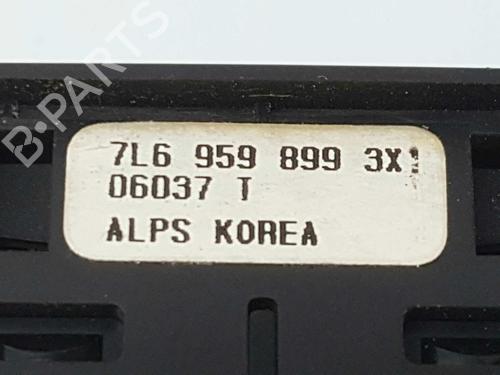 B-PARTS
7L6 959 899 3X
06037 T
ALPS KOREA